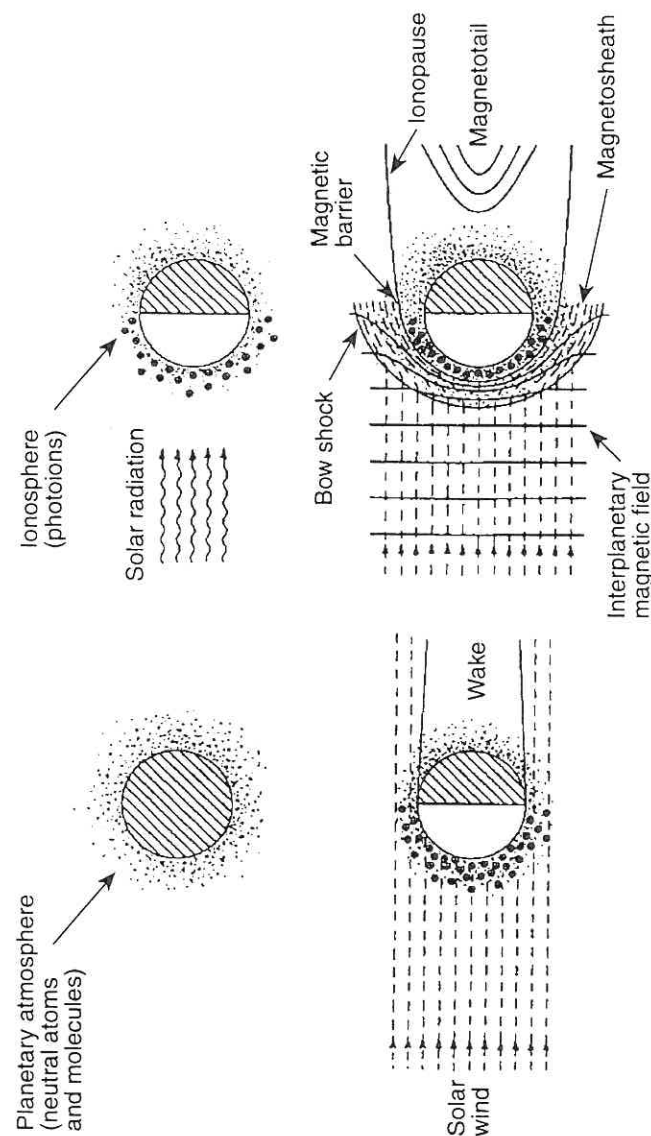 Planetary atmosphere
(neutral atoms
and molecules)
Ionosphere
(photoions)
Solar radiation
Solar
wind
Wake
Bow shock
Magnetic
barrier
Ionopause
Magnetotail
Magnetosheath
Interplanetary
magnetic field